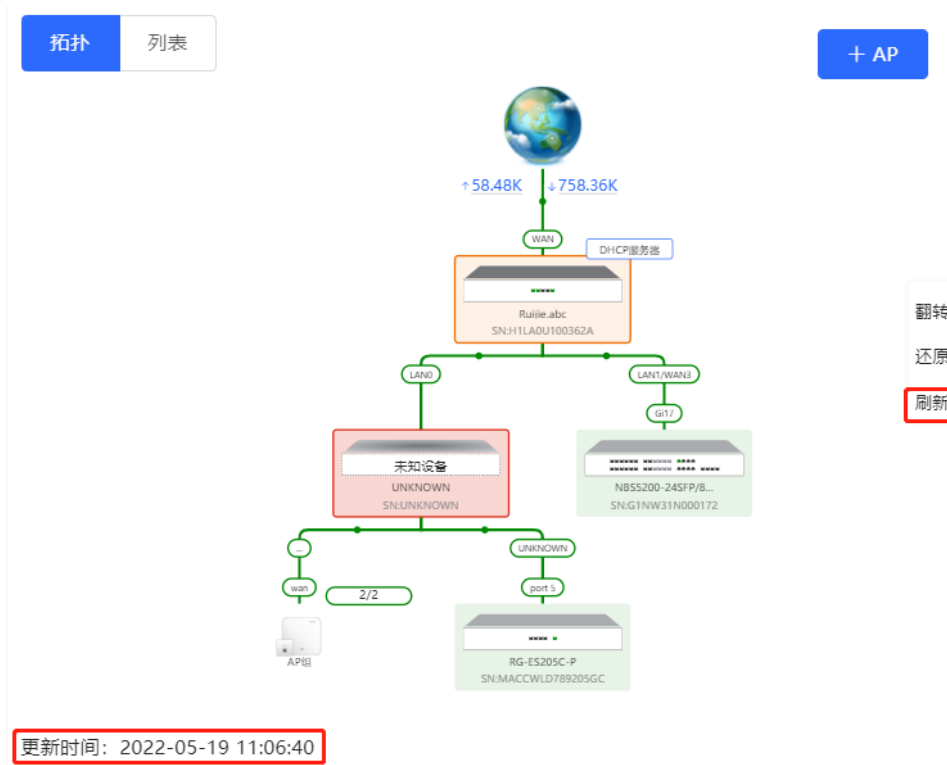 拓扑
列表
＋ AP
↑58.48K
↓758.36K
WAN
DHCP服务器
Ruijie.abc
SN:H1LA0U100362A
LAN0
LAN1/WAN3
Gi17
未知设备
UNKNOWN
SN:UNKNOWN
NBS5200-24SFP/8...
SN:G1NW31N000172
翻转
还原
刷新
...
UNKNOWN
wan
2/2
port 5
AP组
RG-ES205C-P
SN:MACCWLD789205GC
更新时间：2022-05-19 11:06:40